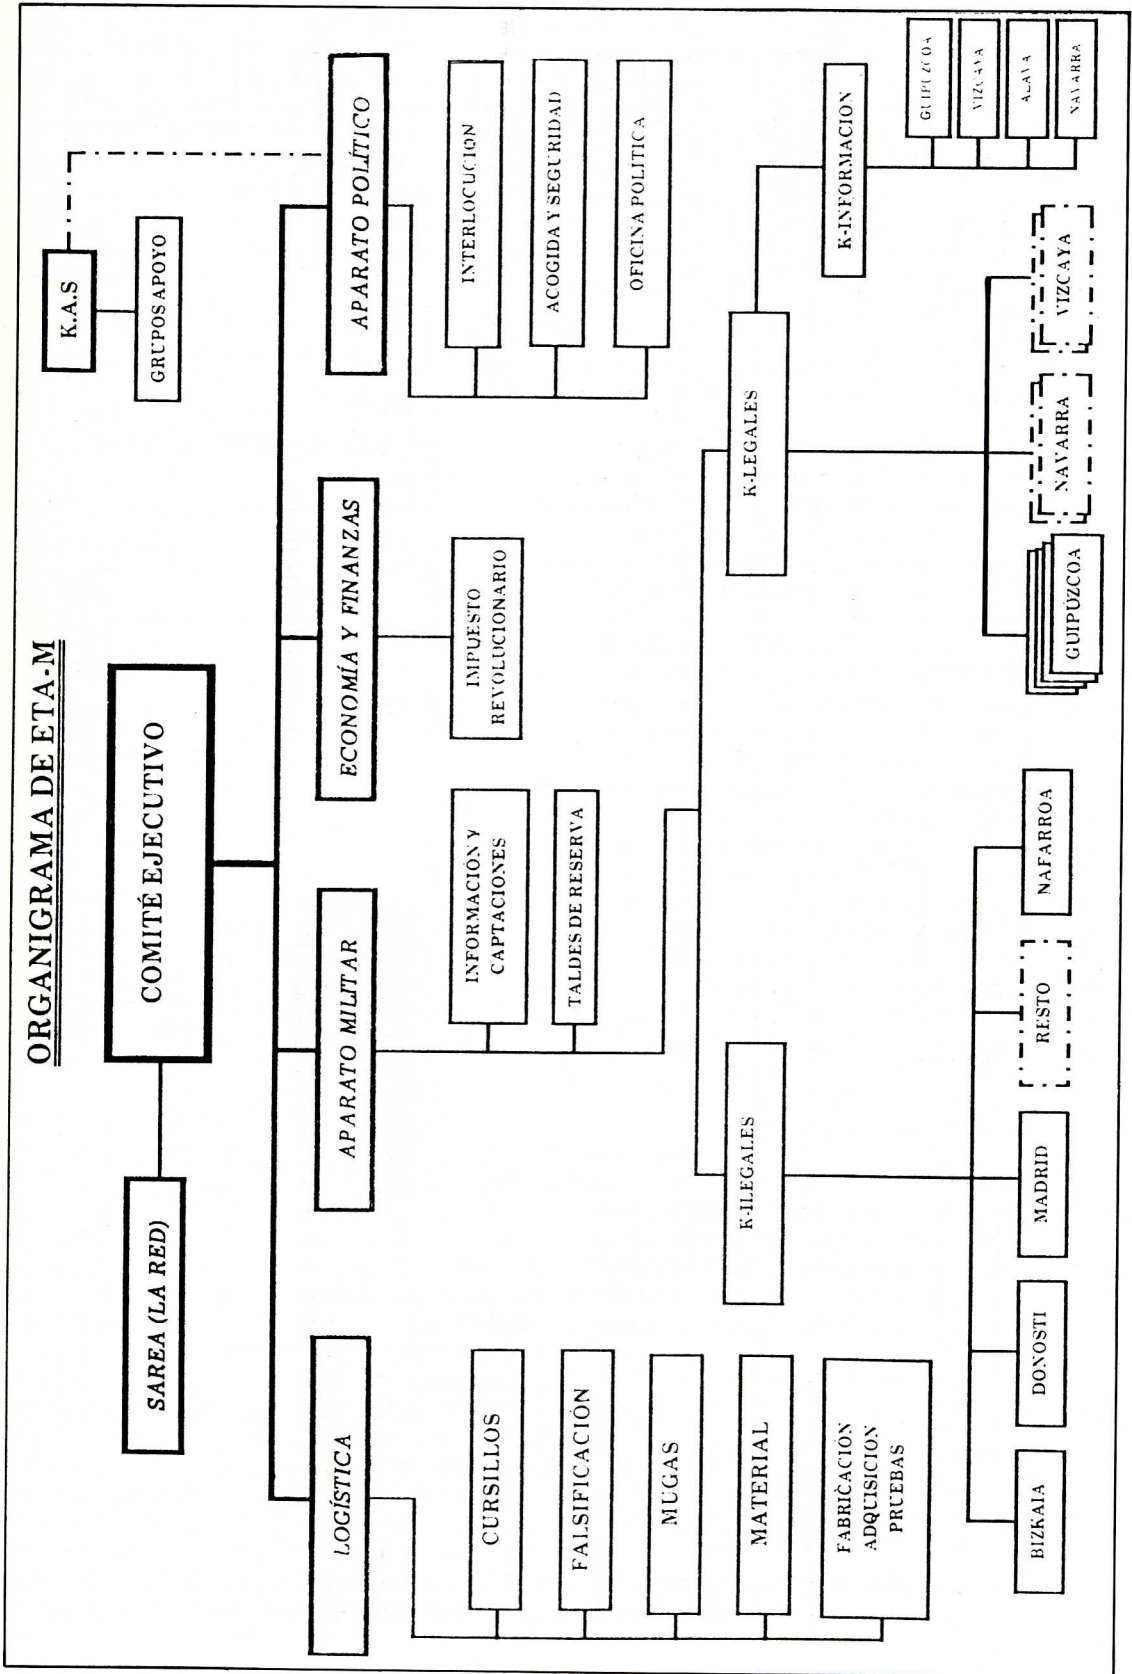 ORGANIGRAMA DE ETA-M
COMITÉ EJECUTIVO
SAREA (LA RED)
K.A.S
GRUPOS APOYO
LOGÍSTICA
CURSILLOS
FALSIFICACIÓN
MUGAS
MATERIAL
FABRICACION
ADQUISICION
PRUEBAS
APARATO MILITAR
INFORMACIÓN Y
CAPTACIONES
TALDES DE RESERVA
ECONOMÍA Y FINANZAS
IMPUESTO
REVOLUCIONARIO
APARATO POLÍTICO
INTERLOCUCION
ACOGIDA Y SEGURIDAD
OFICINA POLITICA
K-ILEGALES
BIZKAIA
DONOSTI
MADRID
RESTO
NAFARROA
K-LEGALES
GUIPÚZCOA
NAVARRA
VIZCAYA
K-INFORMACION
GUIPUZCOA
VIZCAYA
ALAVA
NAVARRA